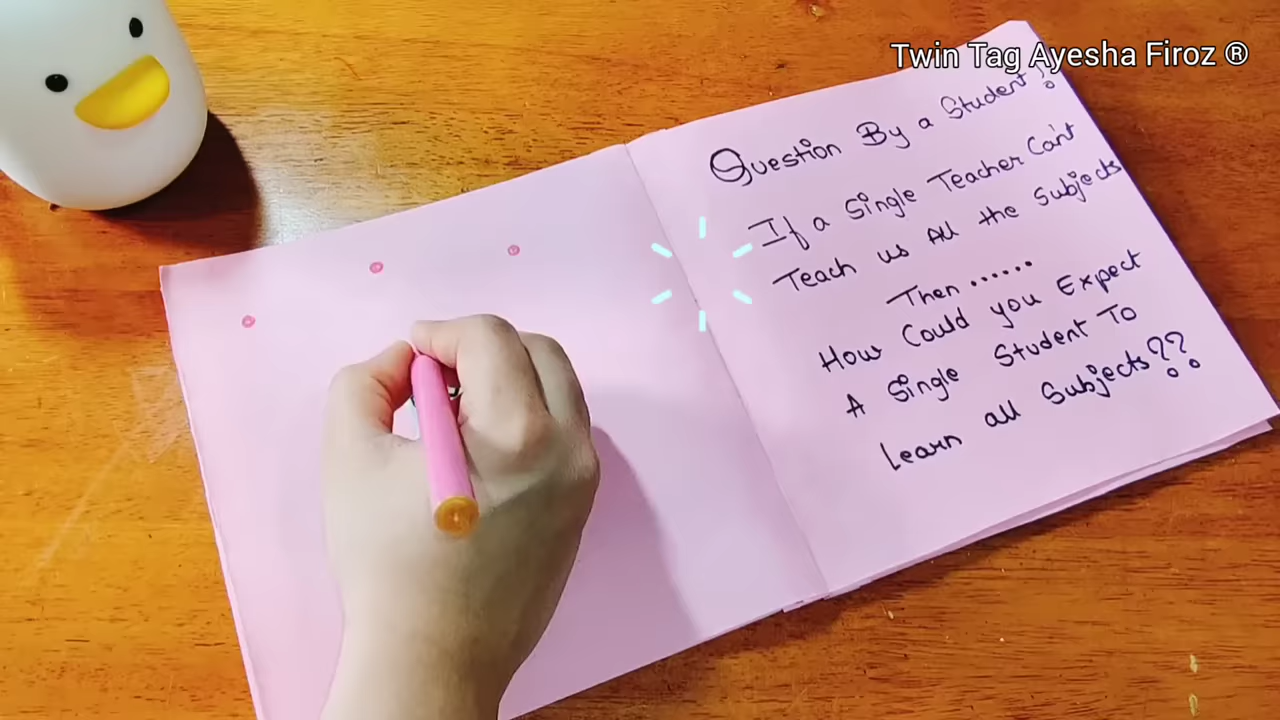 Twin Tag Ayesha Firoz ®
Question By a Student?
If a Single Teacher Can't
Teach us All the Subjects
Then ......
How Could you Expect
A Single Student To
Learn all Subjects??